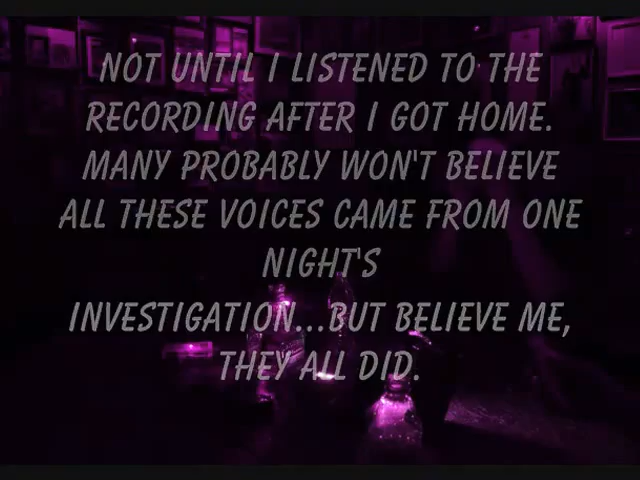 NOT UNTIL I LISTENED TO THE
RECORDING AFTER I GOT HOME.
MANY PROBABLY WON'T BELIEVE
ALL THESE VOICES CAME FROM ONE
NIGHT'S
INVESTIGATION...BUT BELIEVE ME,
THEY ALL DID.